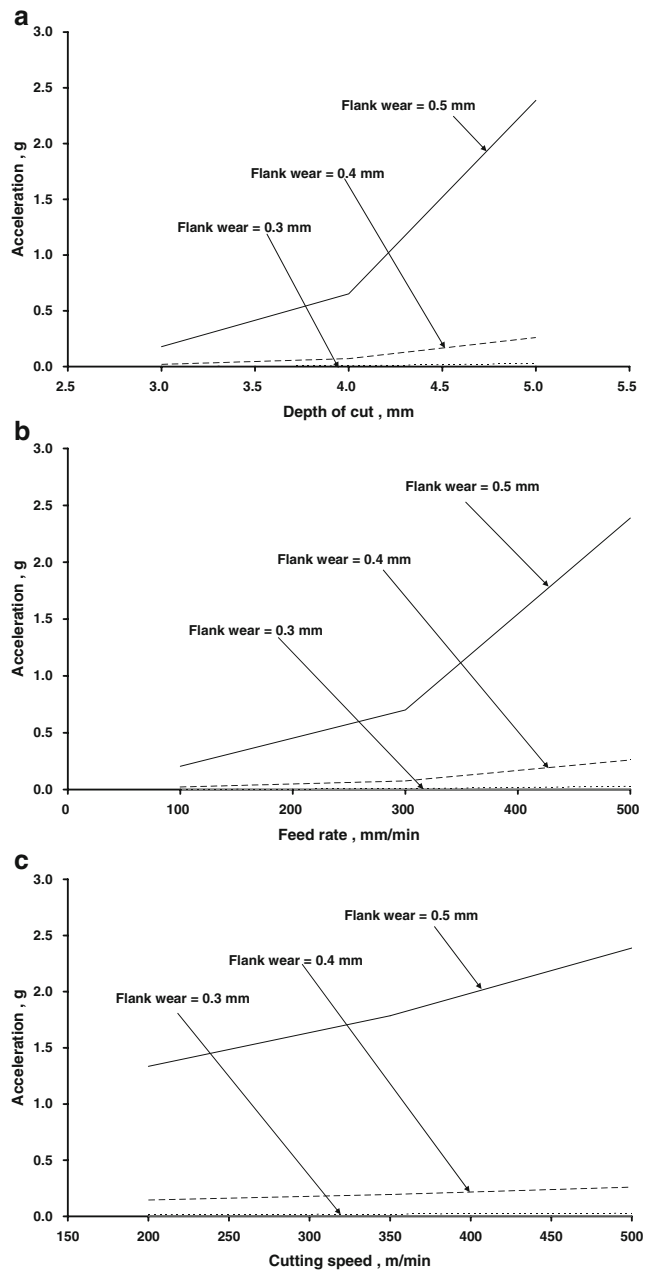 a
3.0
2.5
2.0
1.5
1.0
0.5
0.0
Acceleration , g
Flank wear = 0.5 mm
Flank wear = 0.4 mm
Flank wear = 0.3 mm
2.5 3.0 3.5 4.0 4.5 5.0 5.5
Depth of cut , mm
b
3.0
2.5
2.0
1.5
1.0
0.5
0.0
Acceleration , g
Flank wear = 0.5 mm
Flank wear = 0.4 mm
Flank wear = 0.3 mm
0 100 200 300 400 500
Feed rate , mm/min
c
3.0
2.5
2.0
1.5
1.0
0.5
0.0
Acceleration , g
Flank wear = 0.5 mm
Flank wear = 0.4 mm
Flank wear = 0.3 mm
150 200 250 300 350 400 450 500
Cutting speed , m/min